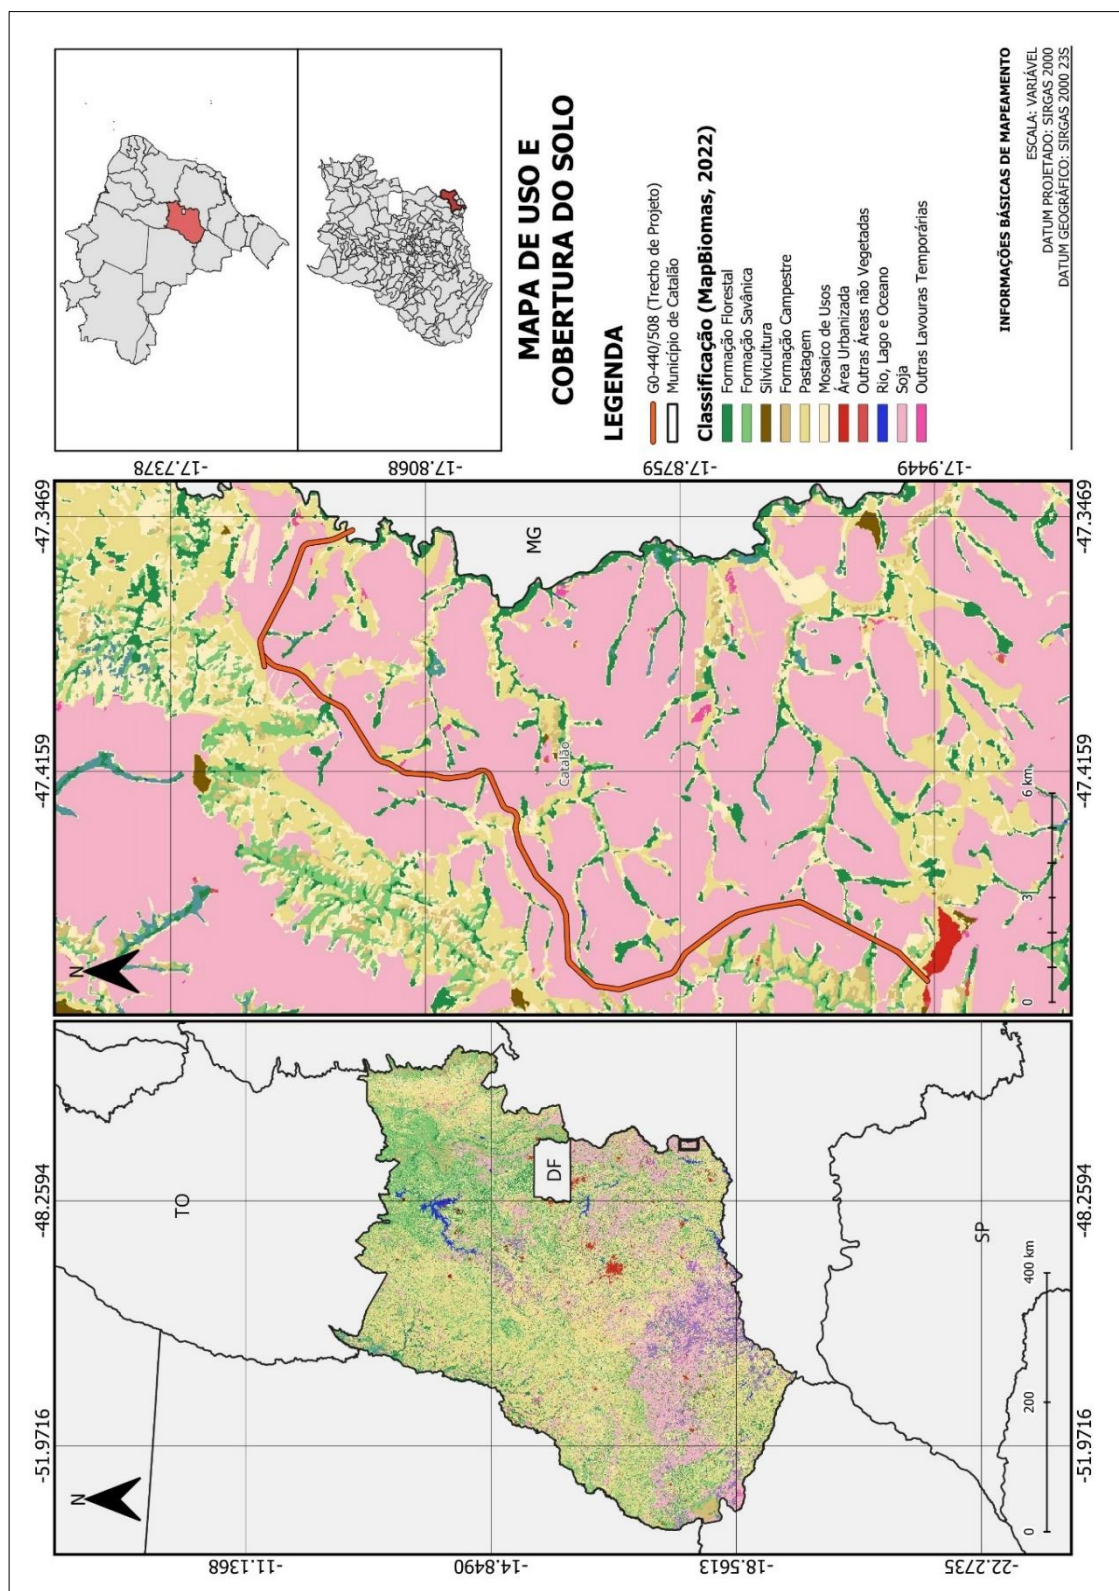 MAPA DE USO E
COBERTURA DO SOLO
LEGENDA
G0-440/508 (Trecho de Projeto)
Município de Catalão
Classificação (MapBiomas, 2022)
Formação Florestal
Formação Savânica
Silvicultura
Formação Campestre
Pastagem
Mosaico de Usos
Área Urbanizada
Outras Áreas não Vegetadas
Rio, Lago e Oceano
Soja
Outras Lavouras Temporárias
INFORMAÇÕES BÁSICAS DE MAPEAMENTO
ESCALA: VARIÁVEL
DATUM PROJETADO: SIRGAS 2000
DATUM GEOGRÁFICO: SIRGAS 2000 23S
-17.7378
-17.8068
-17.8759
-17.9449
-47.3469
-47.3469
-47.4159
-47.4159
N
MG
Catalão
0
3
6 km
-48.2594
-48.2594
-51.9716
-51.9716
N
TO
DF
SP
0
200
400 km
-11.1368
-14.8490
-18.5613
-22.2735